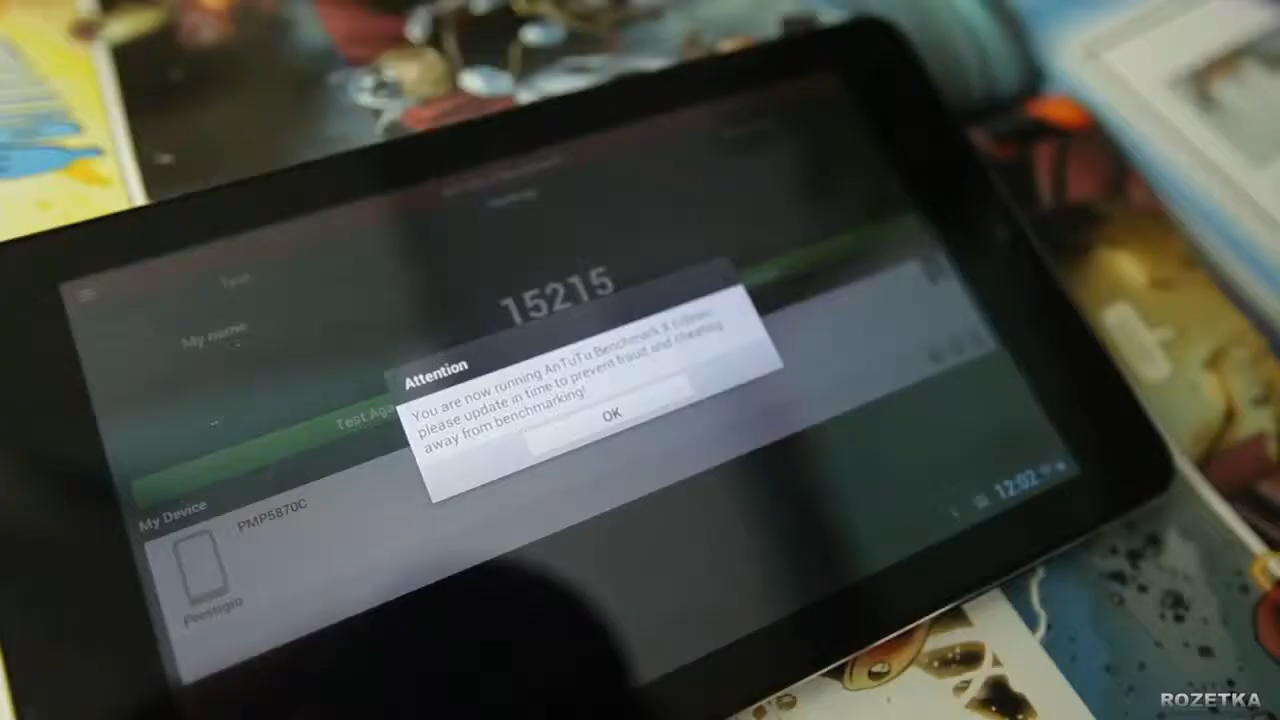 Test
15215
My name
Attention
You are now running AnTuTu Benchmark X Edition,
please update in time to prevent fraud and cheating
away from benchmarking!
OK
Test Aga
My Device
PMP5870C
Prestigio
12:02
ROZETKA